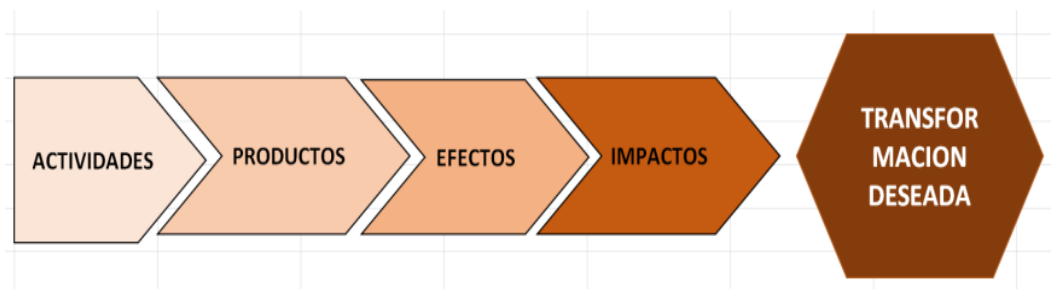 ACTIVIDADES
PRODUCTOS
EFECTOS
IMPACTOS
TRANSFOR
MACION
DESEADA